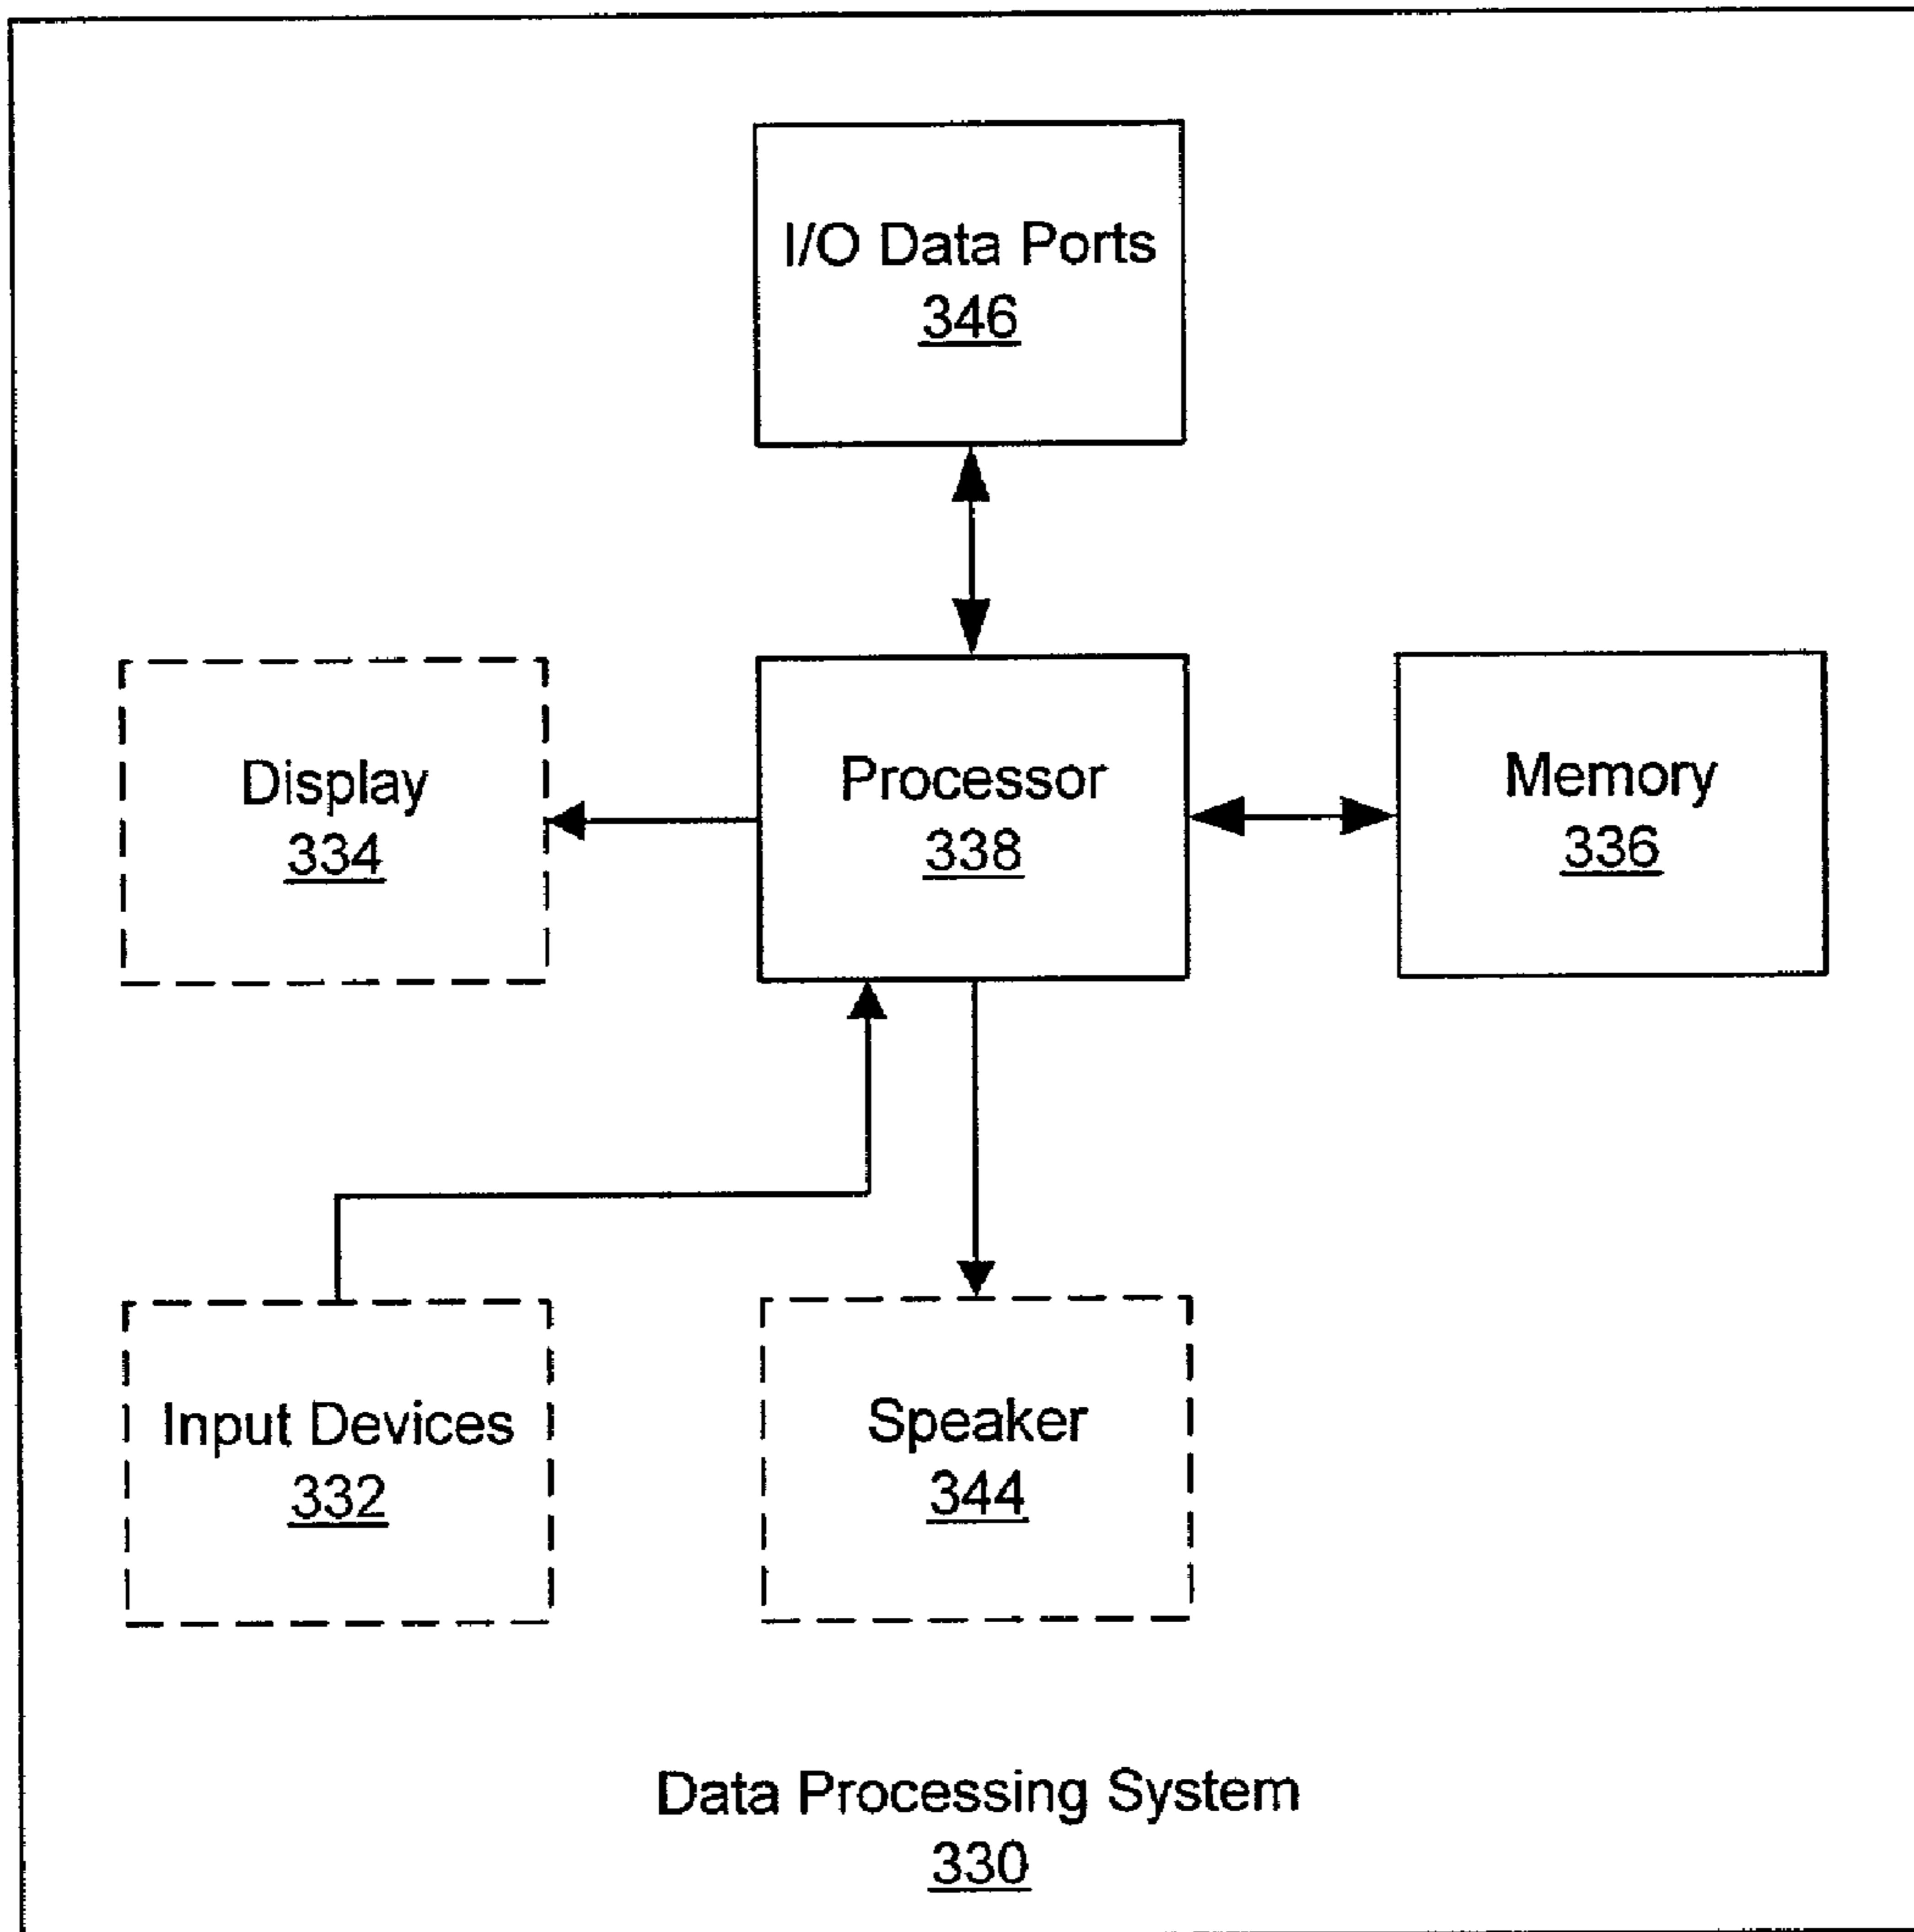 I/O Data Ports
346
Display
334
Processor
338
Memory
336
Input Devices
332
Speaker
344
Data Processing System
330